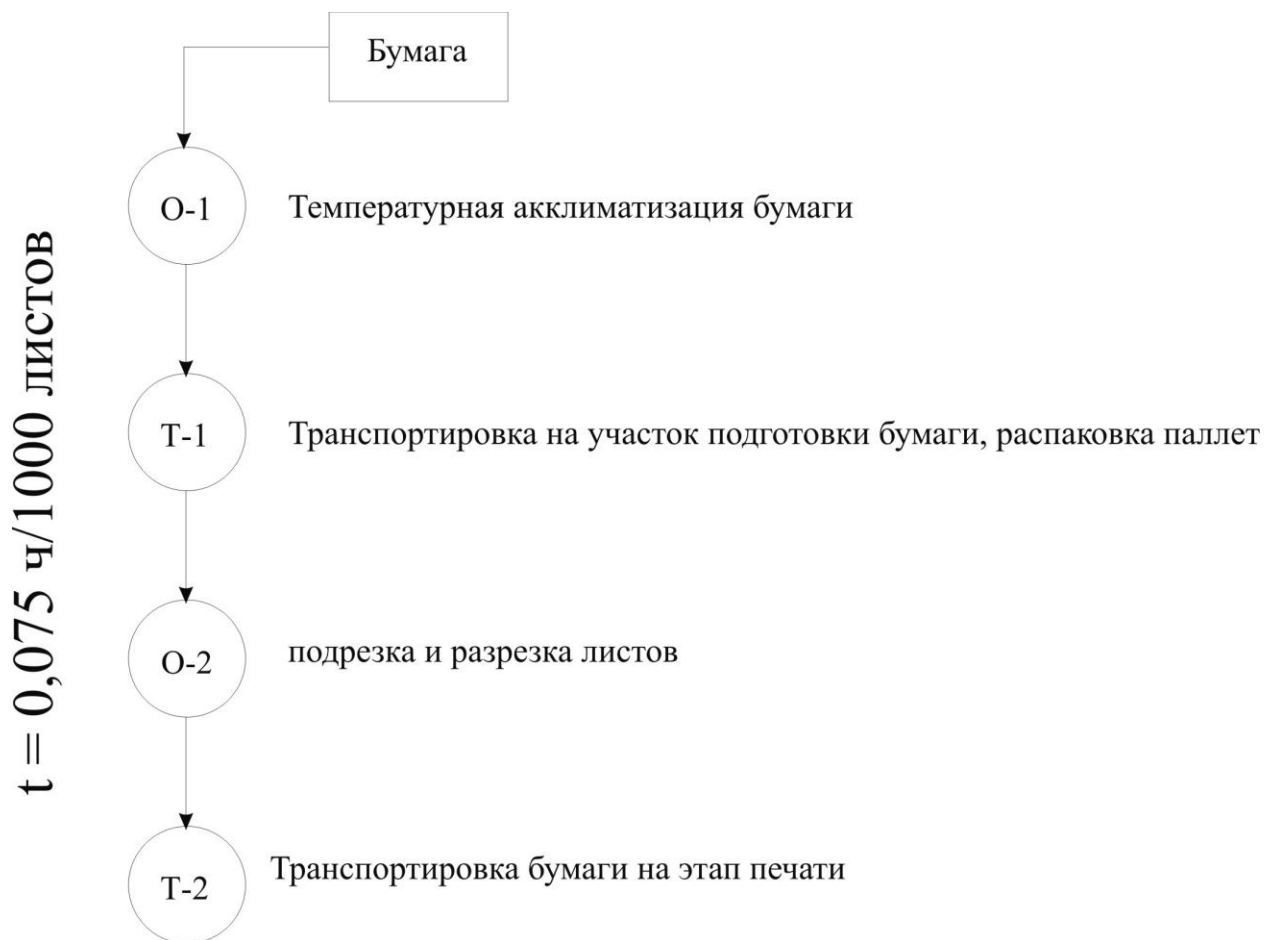 Бумага
О-1
Температурная акклиматизация бумаги
Т-1
Транспортировка на участок подготовки бумаги, распаковка паллет
О-2
подрезка и разрезка листов
Т-2
Транспортировка бумаги на этап печати
t = 0,075 ч/1000 листов